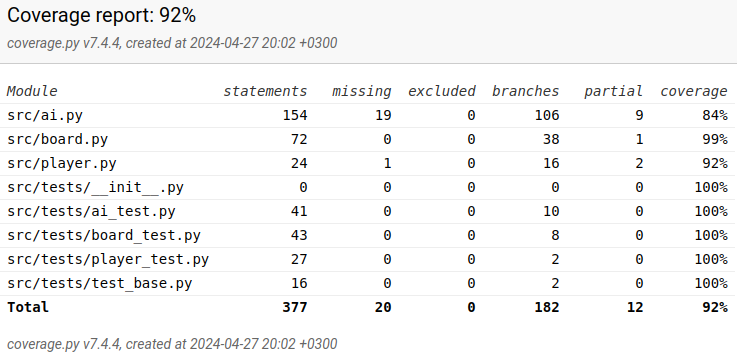 Coverage report: 92%
coverage.py v7.4.4, created at 2024-04-27 20:02 +0300
Module statements missing excluded branches partial coverage
src/ai.py 154 19 0 106 9 84%
src/board.py 72 0 0 38 1 99%
src/player.py 24 1 0 16 2 92%
src/tests/__init__.py 0 0 0 0 0 100%
src/tests/ai_test.py 41 0 0 10 0 100%
src/tests/board_test.py 43 0 0 8 0 100%
src/tests/player_test.py 27 0 0 2 0 100%
src/tests/test_base.py 16 0 0 2 0 100%
Total 377 20 0 182 12 92%
coverage.py v7.4.4, created at 2024-04-27 20:02 +0300